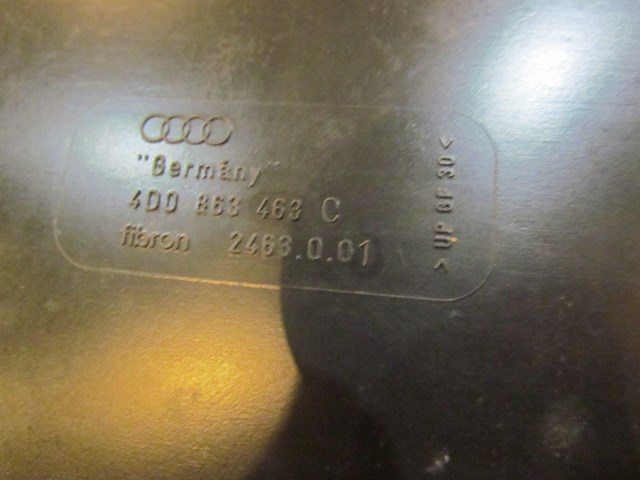 "Germany"
4D0 863 463 C
fibron 2463.0.01
> UP GF 30 <